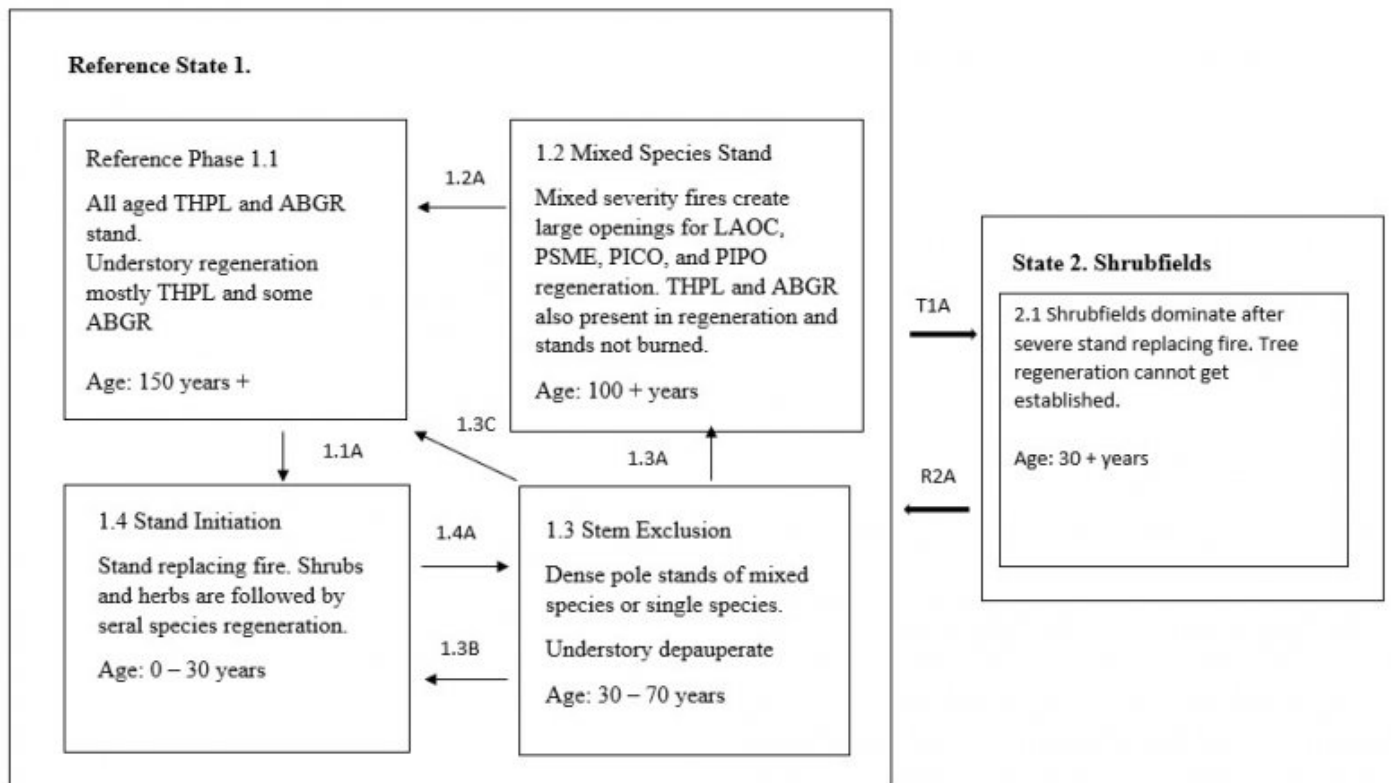 Reference State 1.
Reference Phase 1.1
All aged THPL and ABGR
stand.
Understory regeneration
mostly THPL and some
ABGR
Age: 150 years +
1.2A
1.2 Mixed Species Stand
Mixed severity fires create
large openings for LAOC,
PSME, PICO, and PIPO
regeneration. THPL and ABGR
also present in regeneration and
stands not burned.
Age: 100 + years
1.1A
1.3C
1.3A
1.4 Stand Initiation
Stand replacing fire. Shrubs
and herbs are followed by
seral species regeneration.
Age: 0 – 30 years
1.4A
1.3B
1.3 Stem Exclusion
Dense pole stands of mixed
species or single species.
Understory depauperate
Age: 30 – 70 years
T1A
R2A
State 2. Shrubfields
2.1 Shrubfields dominate after
severe stand replacing fire. Tree
regeneration cannot get
established.
Age: 30 + years